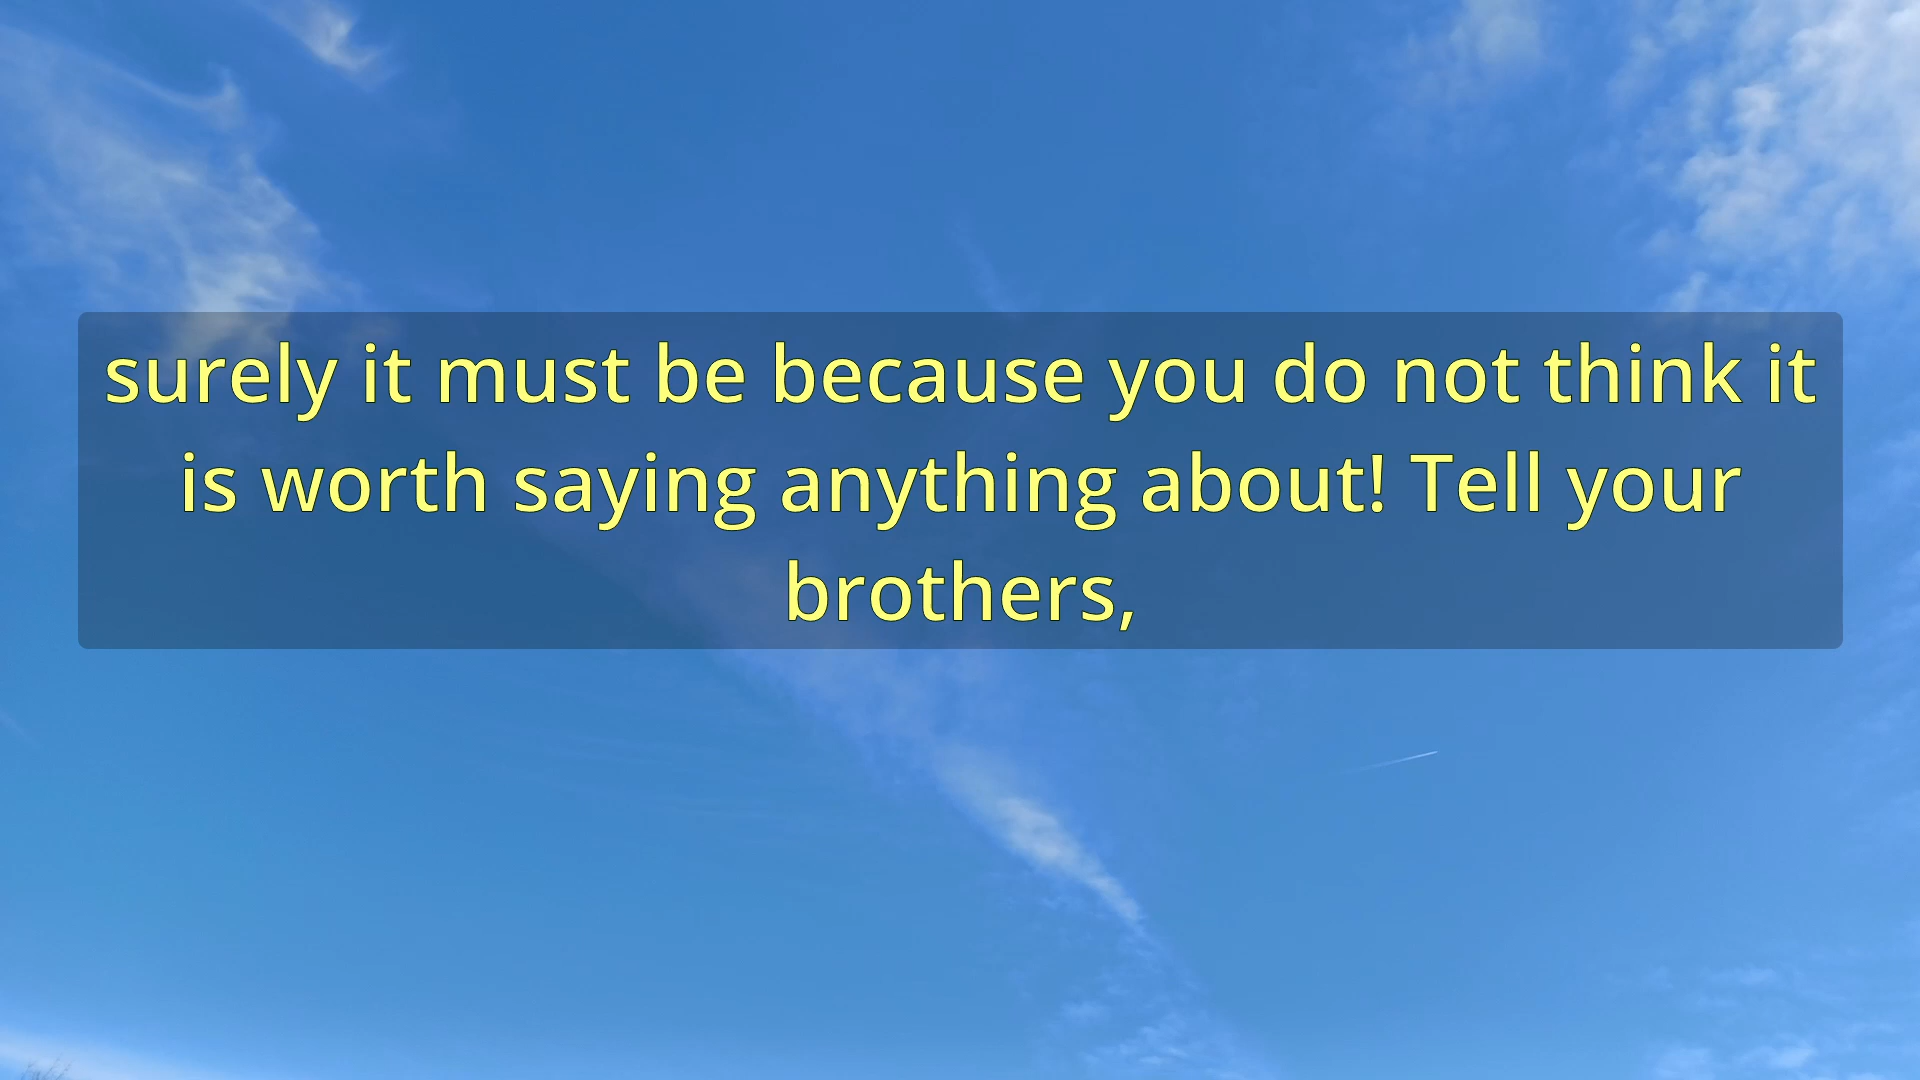 surely it must be because you do not think it
is worth saying anything about! Tell your
brothers,